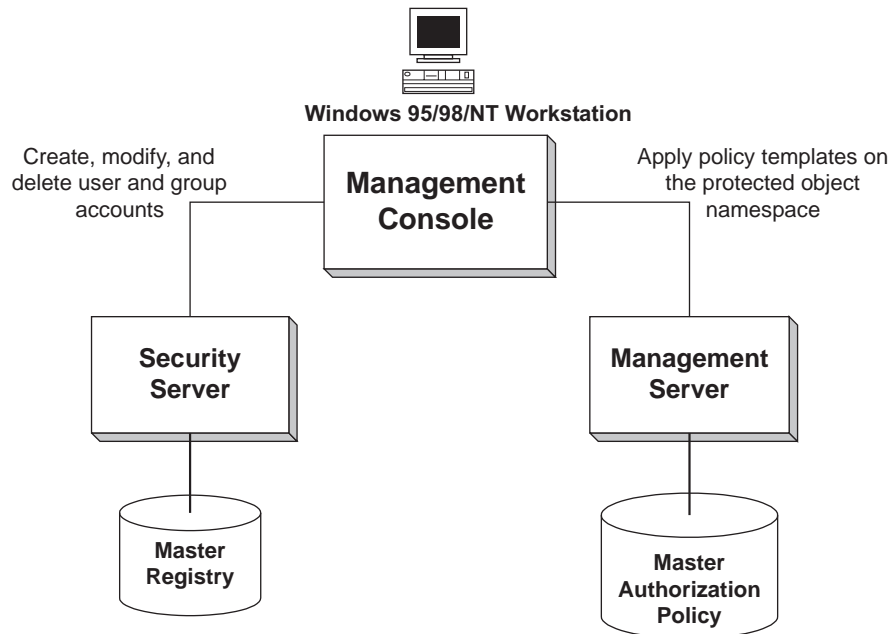 Windows 95/98/NT Workstation
Create, modify, and
delete user and group
accounts
Management
Console
Apply policy templates on
the protected object
namespace
Security
Server
Management
Server
Master
Registry
Master
Authorization
Policy